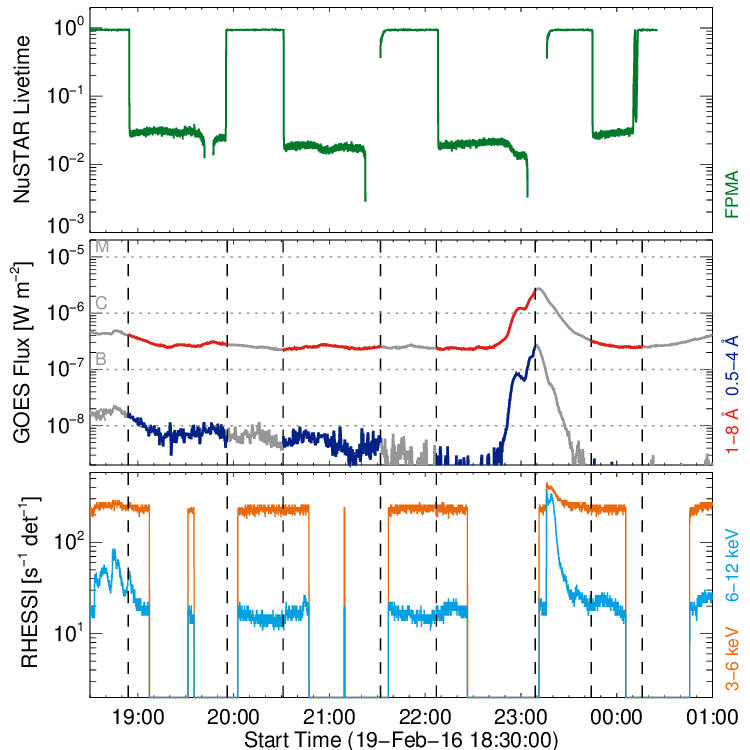 10⁰
10⁻¹
10⁻²
10⁻³
NuSTAR Livetime
FPMA
M
C
B
10⁻⁵
10⁻⁶
10⁻⁷
10⁻⁸
GOES Flux [W m⁻²]
1−8 Å 0.5−4 Å
10²
10¹
RHESSI [s⁻¹ det⁻¹]
3−6 keV 6−12 keV
19:00 20:00 21:00 22:00 23:00 00:00 01:00
Start Time (19−Feb−16 18:30:00)